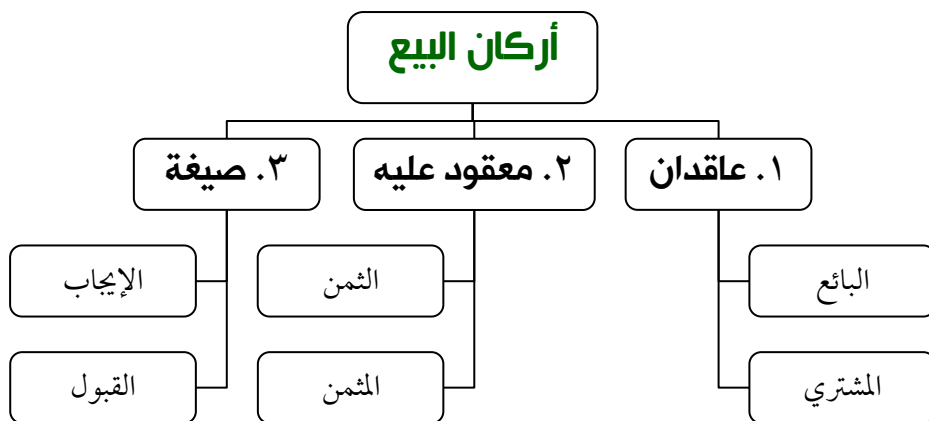 أركان البيع
١. عاقدان
٢. معقود عليه
٣. صيغة
البائع
الثمن
الإيجاب
المشتري
المثمن
القبول